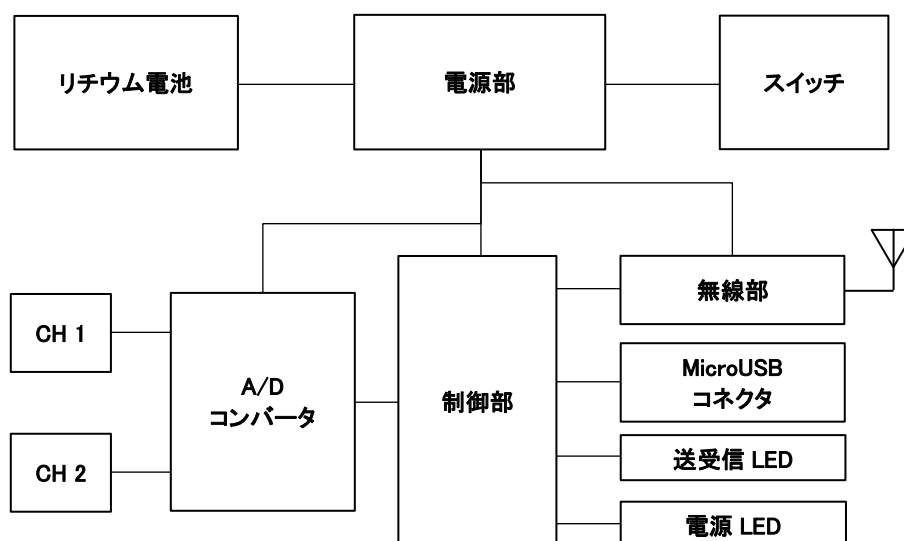 リチウム電池
電源部
スイッチ
無線部
CH 1
A/D
コンバータ
制御部
MicroUSB
コネクタ
CH 2
送受信 LED
電源 LED